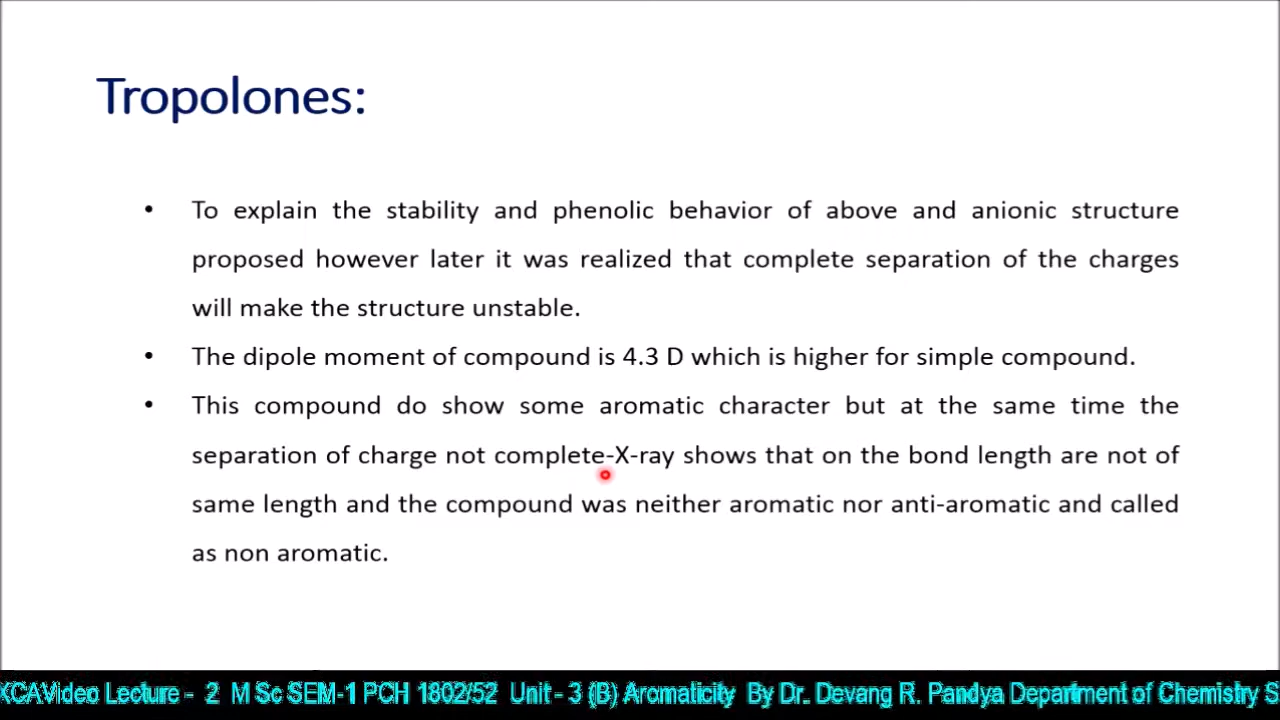 Tropolones:
• To explain the stability and phenolic behavior of above and anionic structure
proposed however later it was realized that complete separation of the charges
will make the structure unstable.
• The dipole moment of compound is 4.3 D which is higher for simple compound.
• This compound do show some aromatic character but at the same time the
separation of charge not complete-X-ray shows that on the bond length are not of
same length and the compound was neither aromatic nor anti-aromatic and called
as non aromatic.
XCAVideo Lecture - 2 M Sc SEM-1 PCH 1802/52 Unit - 3 (B) Aromaticity By Dr. Devang R. Pandya Department of Chemistry S